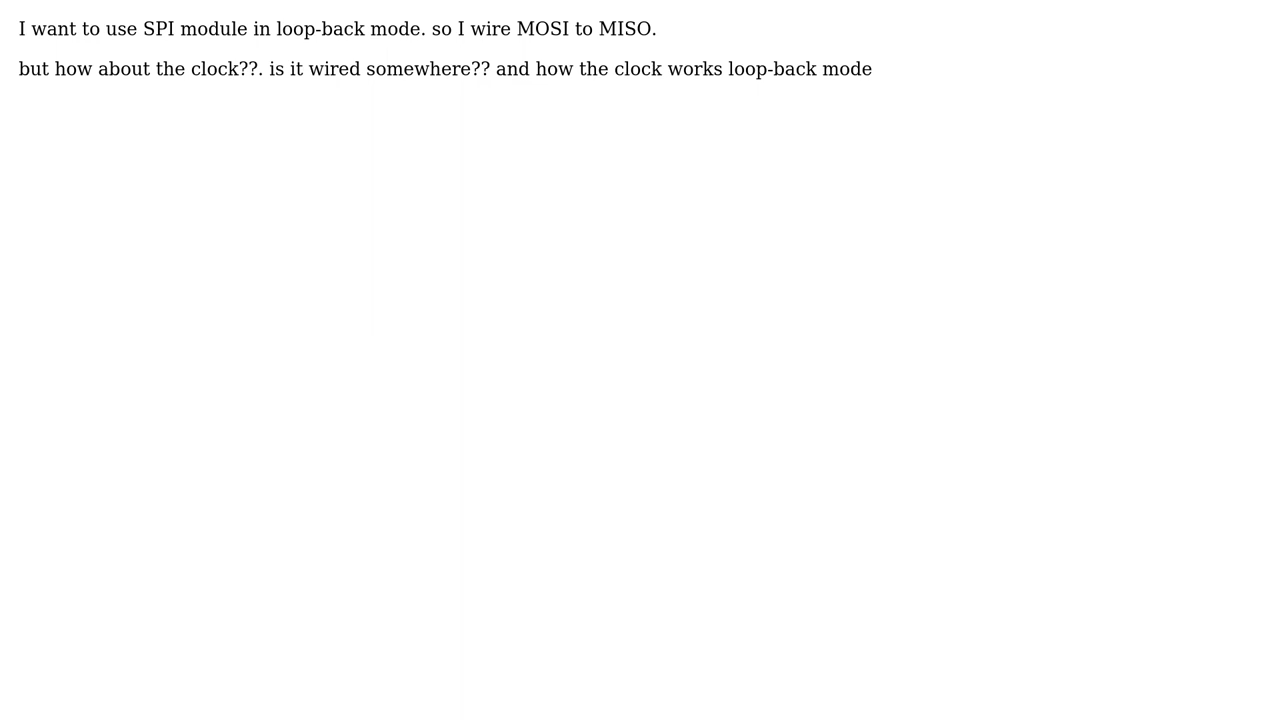 I want to use SPI module in loop-back mode. so I wire MOSI to MISO.
but how about the clock??. is it wired somewhere?? and how the clock works loop-back mode